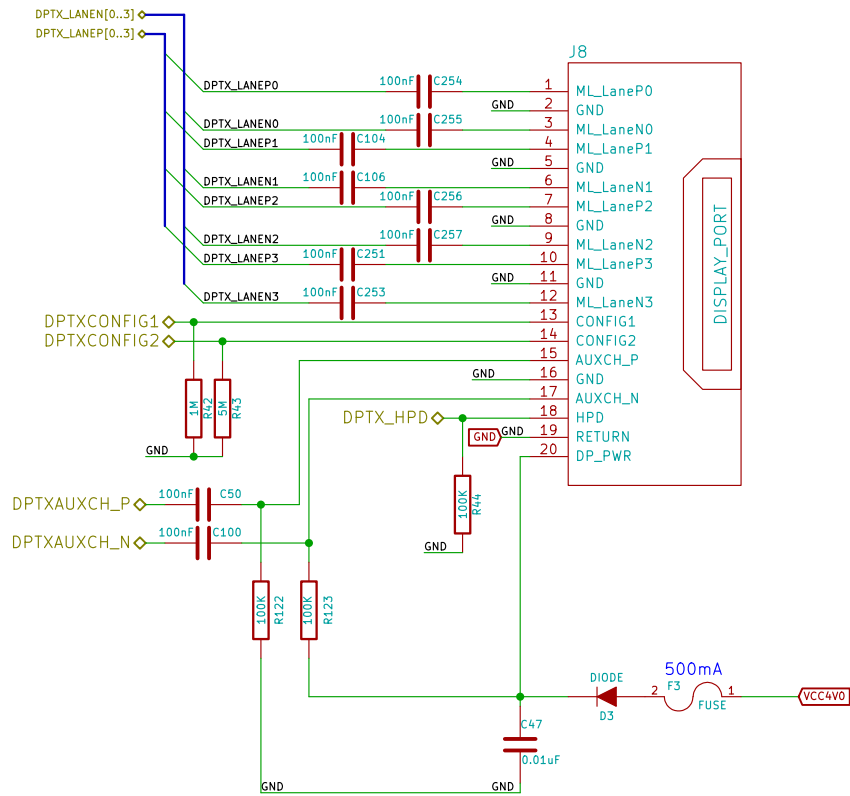 DPTX_LANEN[0..3]
DPTX_LANEP[0..3]
J8
DPTX_LANEP0 100nF C254 1 ML_LaneP0
GND 2 GND
DPTX_LANEN0 100nF C255 3 ML_LaneN0
DPTX_LANEP1 100nF C104 4 ML_LaneP1
GND 5 GND
DPTX_LANEN1 100nF C106 6 ML_LaneN1
DPTX_LANEP2 100nF C256 7 ML_LaneP2
GND 8 GND
DPTX_LANEN2 100nF C257 9 ML_LaneN2
DPTX_LANEP3 100nF C251 10 ML_LaneP3
GND 11 GND
DPTX_LANEN3 100nF C253 12 ML_LaneN3
DPTXCONFIG1 13 CONFIG1
DPTXCONFIG2 14 CONFIG2
15 AUXCH_P
GND 16 GND
17 AUXCH_N
DPTX_HPD 18 HPD
GND GND 19 RETURN
20 DP_PWR
DISPLAY_PORT
1M R42
5M R43
GND
100K R44
GND
DPTXAUXCH_P 100nF C50
DPTXAUXCH_N 100nF C100
100K R122
100K R123
500mA
DIODE
D3
2 F3 FUSE 1
VCC4V0
C47
0.01uF
GND GND